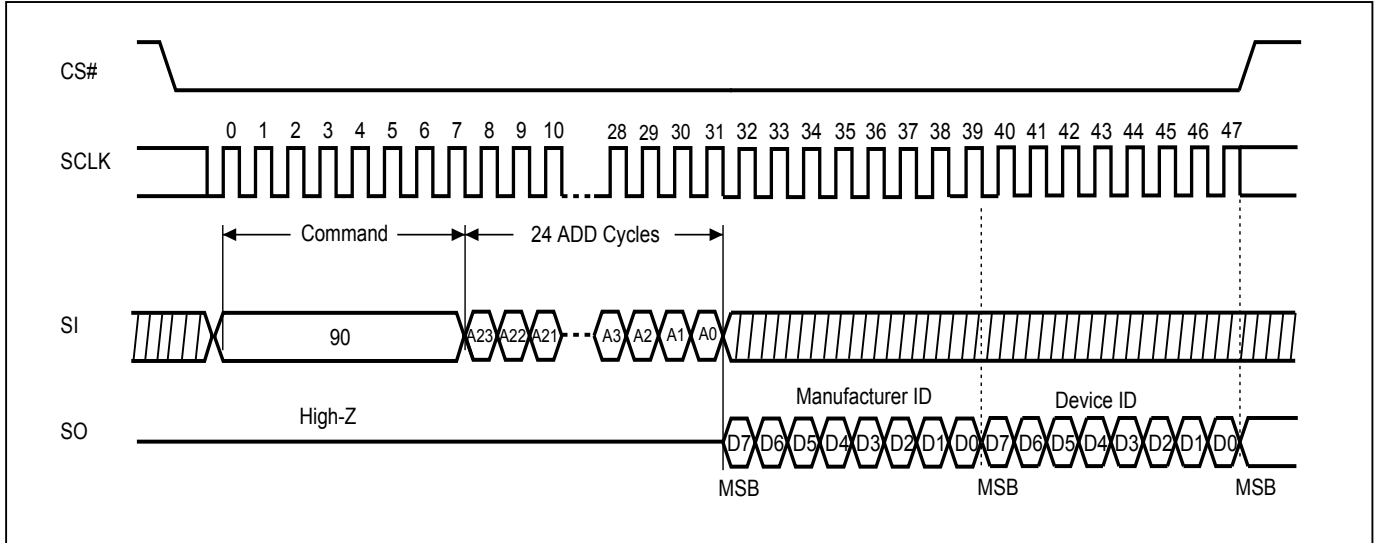 CS#
0 1 2 3 4 5 6 7 8 9 10 28 29 30 31 32 33 34 35 36 37 38 39 40 41 42 43 44 45 46 47
SCLK
Command 24 ADD Cycles
SI
90 A23 A22 A21 A3 A2 A1 A0
Manufacturer ID Device ID
High-Z
SO
D7 D6 D5 D4 D3 D2 D1 D0 D7 D6 D5 D4 D3 D2 D1 D0
MSB MSB MSB